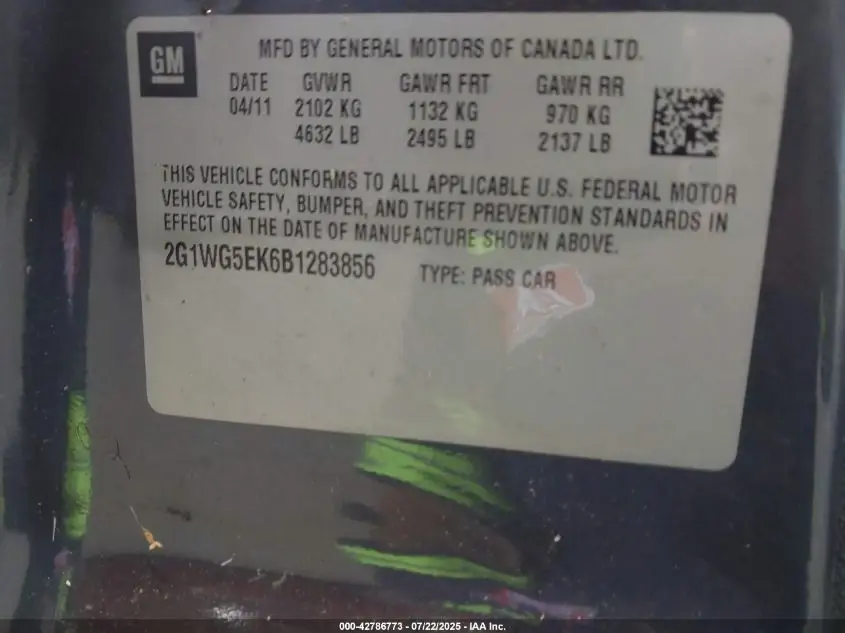 GM
MFD BY GENERAL MOTORS OF CANADA LTD.
DATE GVWR GAWR FRT GAWR RR
04/11 2102 KG 1132 KG 970 KG
4632 LB 2495 LB 2137 LB
THIS VEHICLE CONFORMS TO ALL APPLICABLE U.S. FEDERAL MOTOR
VEHICLE SAFETY, BUMPER, AND THEFT PREVENTION STANDARDS IN
EFFECT ON THE DATE OF MANUFACTURE SHOWN ABOVE.
2G1WG5EK6B1283856 TYPE: PASS CAR
000-42786773 - 07/22/2025 - IAA Inc.